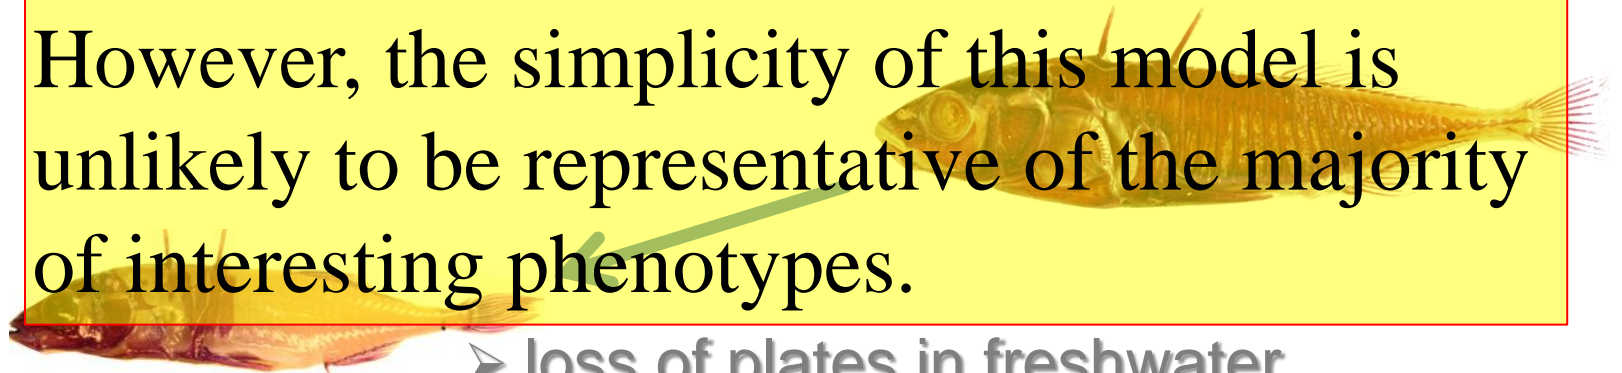 However, the simplicity of this model is
unlikely to be representative of the majority
of interesting phenotypes.
➢ loss of plates in freshwater